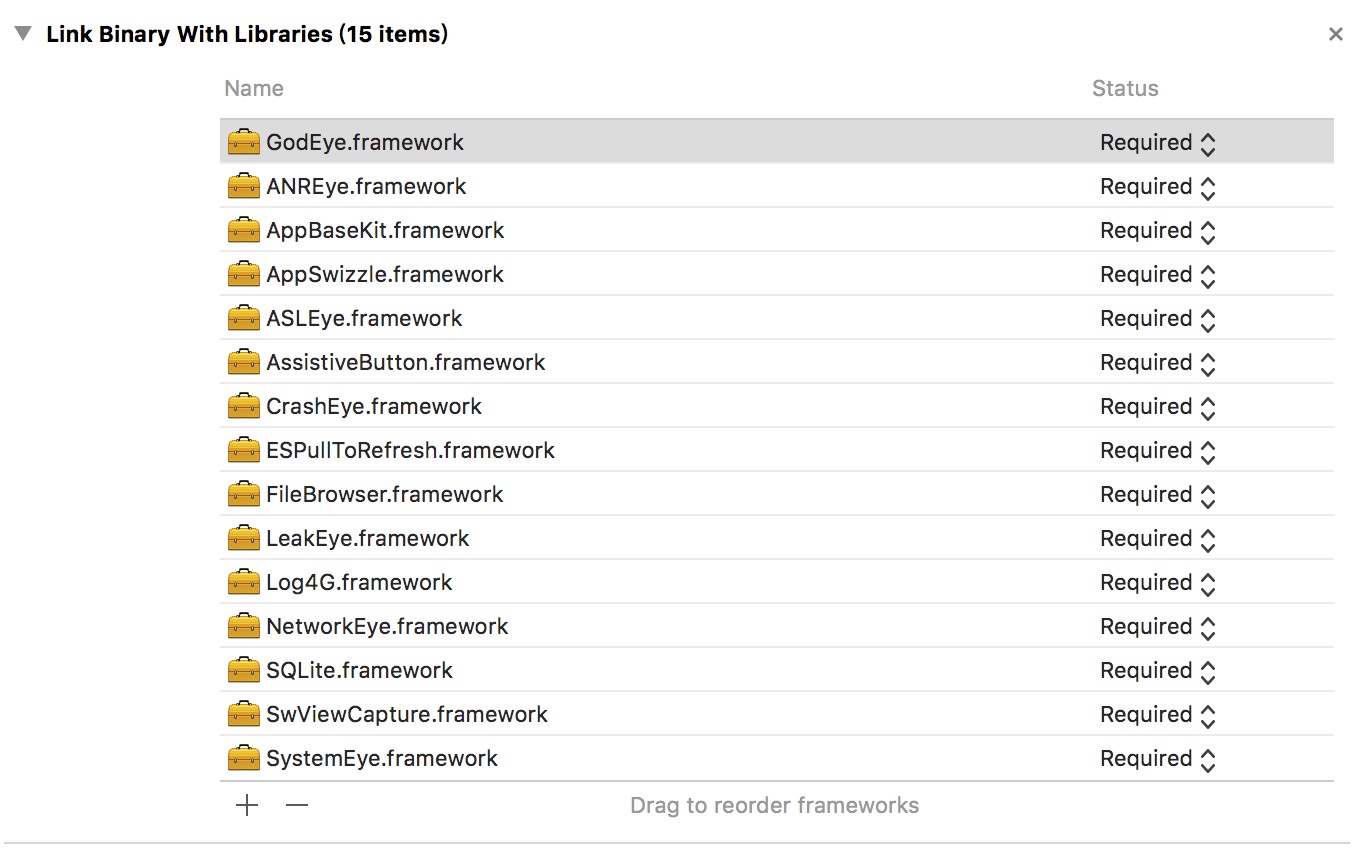 Link Binary With Libraries (15 items)
Name Status
GodEye.framework Required
ANREye.framework Required
AppBaseKit.framework Required
AppSwizzle.framework Required
ASLEye.framework Required
AssistiveButton.framework Required
CrashEye.framework Required
ESPullToRefresh.framework Required
FileBrowser.framework Required
LeakEye.framework Required
Log4G.framework Required
NetworkEye.framework Required
SQLite.framework Required
SwViewCapture.framework Required
SystemEye.framework Required
Drag to reorder frameworks